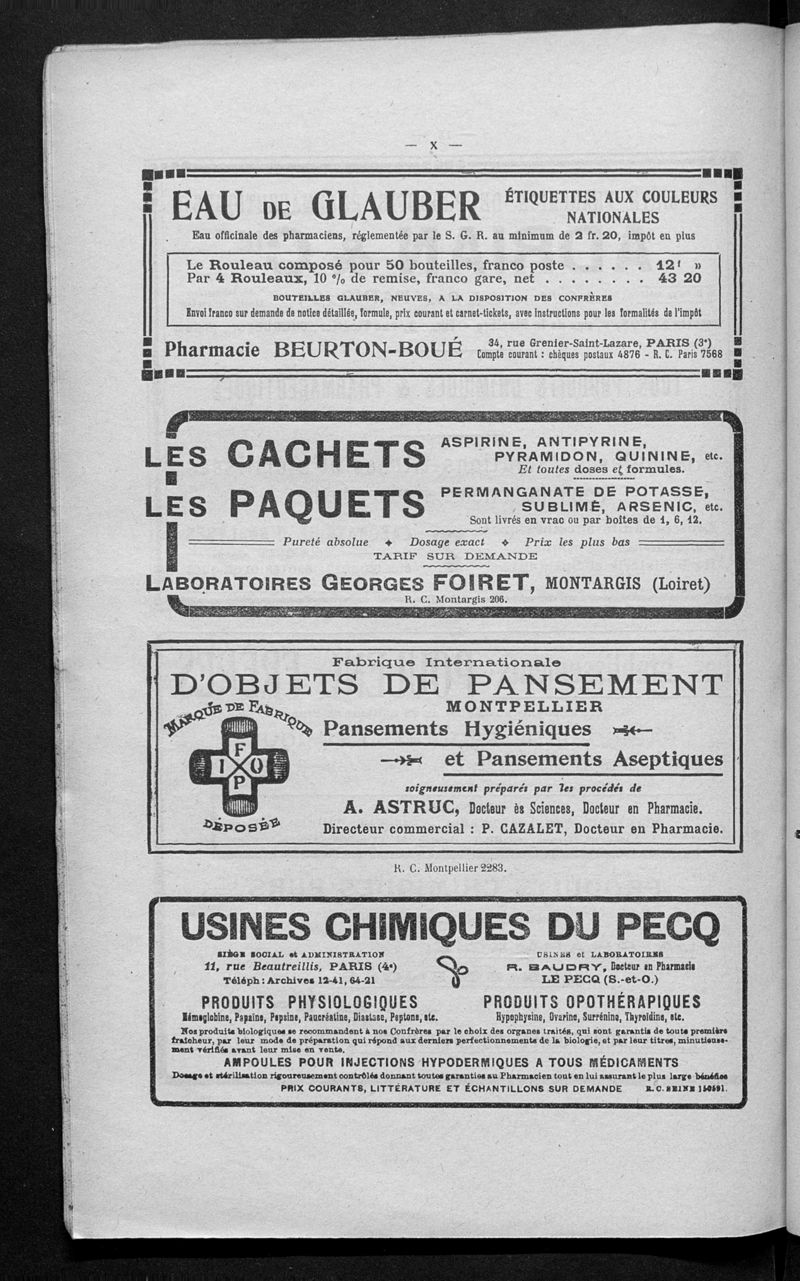 — X —
EAU DE GLAUBER ÉTIQUETTES AUX COULEURS
NATIONALES
Eau officinale des pharmaciens, réglementée par le S. G. R. au minimum de 2 fr. 20, impôt en plus
Le Rouleau composé pour 50 bouteilles, franco poste . . . . . . 12f »
Par 4 Rouleaux, 10 % de remise, franco gare, net . . . . . . . . 43 20
BOUTEILLES GLAUBER, NEUVES, A LA DISPOSITION DES CONFRÈRES
Envoi franco sur demande de notice détaillée, formule, prix courant et carnet-tickets, avec instructions pour les formalités de l'impôt
Pharmacie BEURTON-BOUÉ 34, rue Grenier-Saint-Lazare, PARIS (3e)
Compte courant : chèques postaux 4876 - R. C. Paris 7568
LES CACHETS ASPIRINE, ANTIPYRINE,
PYRAMIDON, QUININE, etc.
Et toutes doses et formules.
LES PAQUETS PERMANGANATE DE POTASSE,
SUBLIMÉ, ARSENIC, etc.
Sont livrés en vrac ou par boîtes de 1, 6, 12.
Pureté absolue ✦ Dosage exact ✦ Prix les plus bas
TARIF SUR DEMANDE
LABORATOIRES GEORGES FOIRET, MONTARGIS (Loiret)
R. C. Montargis 206.
Fabrique Internationale
D'OBJETS DE PANSEMENT
MONTPELLIER
MARQUE DE FABRIQUE
F
I O
P
DÉPOSÉE
Pansements Hygiéniques
et Pansements Aseptiques
soigneusement préparés par les procédés de
A. ASTRUC, Docteur ès Sciences, Docteur en Pharmacie.
Directeur commercial : P. CAZALET, Docteur en Pharmacie.
R. C. Montpellier 2283.
USINES CHIMIQUES DU PECQ
SIÈGE SOCIAL et ADMINISTRATION
11, rue Beautreillis, PARIS (4e)
Téléph : Archives 12-41, 64-21
USINES et LABORATOIRES
R. BAUDRY, Docteur en Pharmacie
LE PECQ (S.-et-O.)
PRODUITS PHYSIOLOGIQUES
Hémoglobine, Papaïne, Pepsine, Pancréatine, Diastase, Peptone, etc.
PRODUITS OPOTHÉRAPIQUES
Hypophysine, Ovarine, Surrénine, Thyroïdine, etc.
Nos produits biologiques se recommandent à nos Confrères par le choix des organes traités, qui sont garantis de toute première
fraîcheur, par leur mode de préparation qui répond aux derniers perfectionnements de la biologie, et par leur titres, minutieuse-
ment vérifiés avant leur mise en vente.
AMPOULES POUR INJECTIONS HYPODERMIQUES A TOUS MÉDICAMENTS
Dosage et stérilisation rigoureusement contrôlés donnant toutes garanties au Pharmacien tout en lui assurant le plus large bénéfice
PRIX COURANTS, LITTÉRATURE ET ÉCHANTILLONS SUR DEMANDE R. C. SEINE